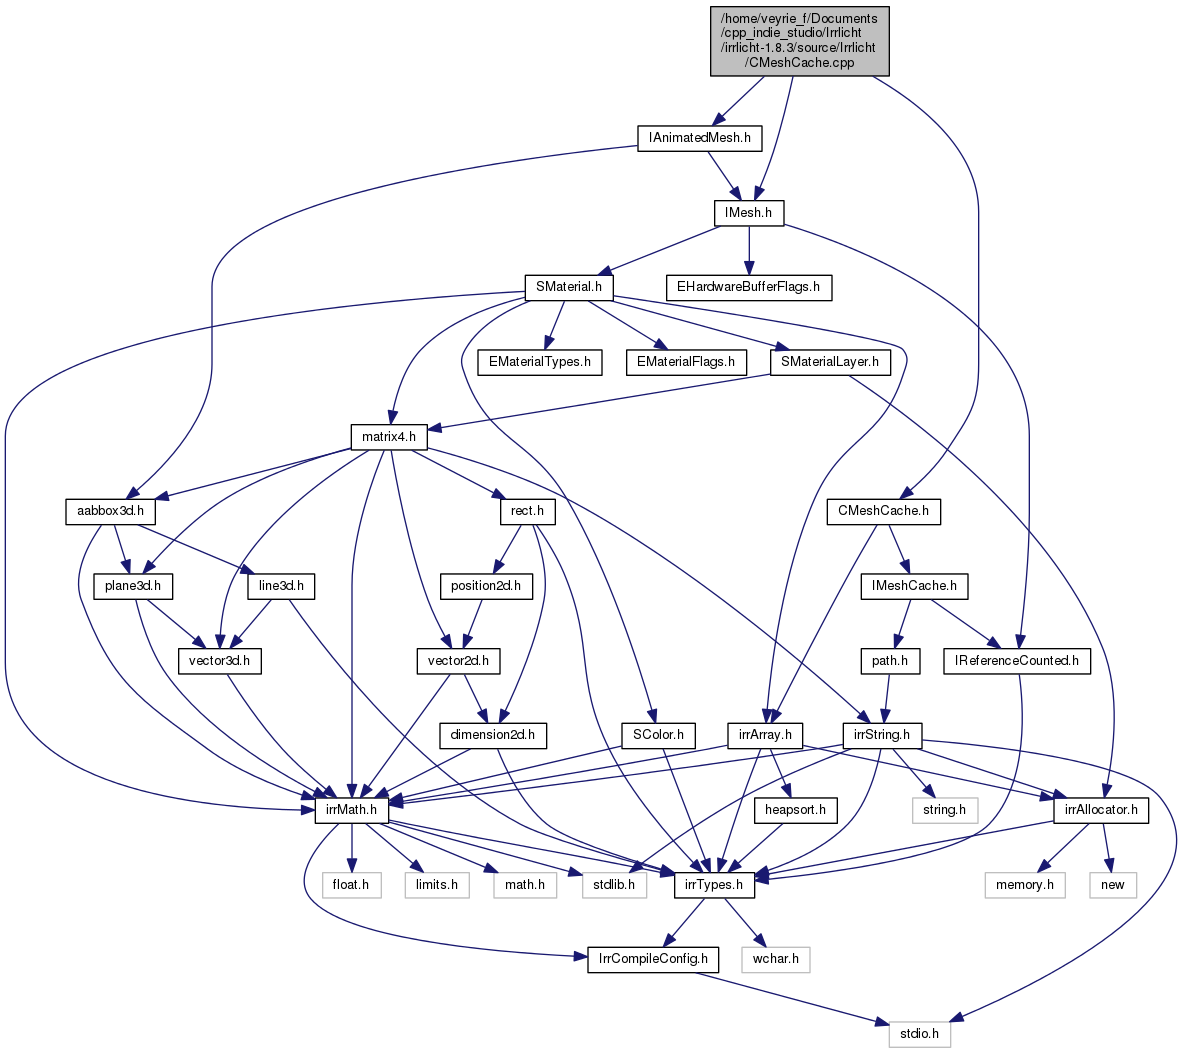 /home/veyrie_f/Documents
/cpp_indie_studio/Irrlicht
/irrlicht-1.8.3/source/Irrlicht
/CMeshCache.cpp
IAnimatedMesh.h
IMesh.h
SMaterial.h
EHardwareBufferFlags.h
EMaterialTypes.h
EMaterialFlags.h
SMaterialLayer.h
matrix4.h
aabbox3d.h
rect.h
CMeshCache.h
plane3d.h
line3d.h
position2d.h
IMeshCache.h
vector3d.h
vector2d.h
path.h
IReferenceCounted.h
dimension2d.h
SColor.h
irrArray.h
irrString.h
irrMath.h
heapsort.h
string.h
irrAllocator.h
float.h
limits.h
math.h
stdlib.h
irrTypes.h
memory.h
new
IrrCompileConfig.h
wchar.h
stdio.h